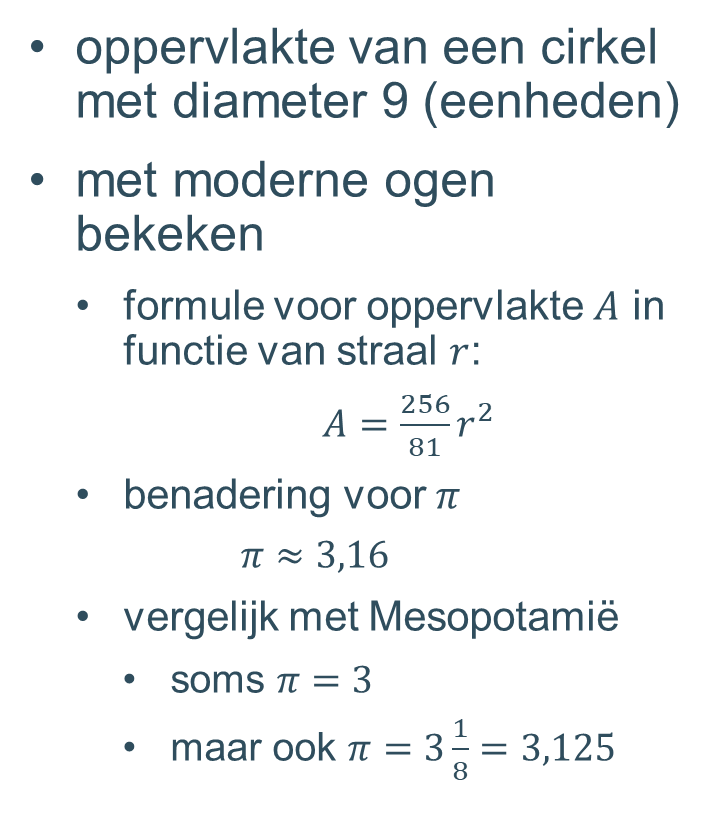 • oppervlakte van een cirkel
met diameter 9 (eenheden)
• met moderne ogen
bekeken
• formule voor oppervlakte A in
functie van straal r:
A = 256/81 r²
• benadering voor π
π ≈ 3,16
• vergelijk met Mesopotamië
• soms π = 3
• maar ook π = 3 1/8 = 3,125